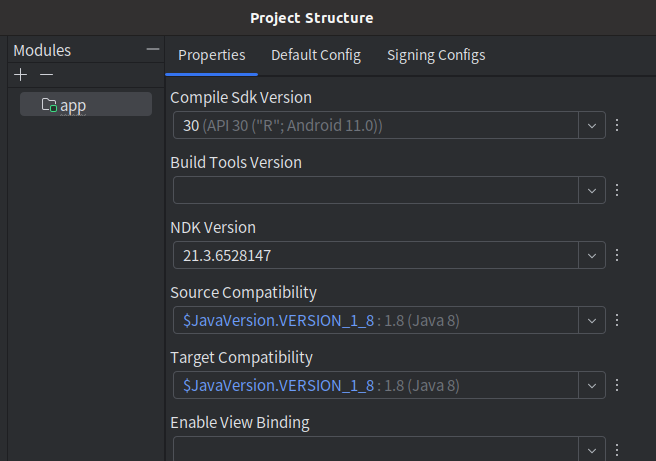 Project Structure
Modules
Properties Default Config Signing Configs
app
Compile Sdk Version
30 (API 30 ("R"; Android 11.0))
Build Tools Version
NDK Version
21.3.6528147
Source Compatibility
$JavaVersion.VERSION_1_8 : 1.8 (Java 8)
Target Compatibility
$JavaVersion.VERSION_1_8 : 1.8 (Java 8)
Enable View Binding